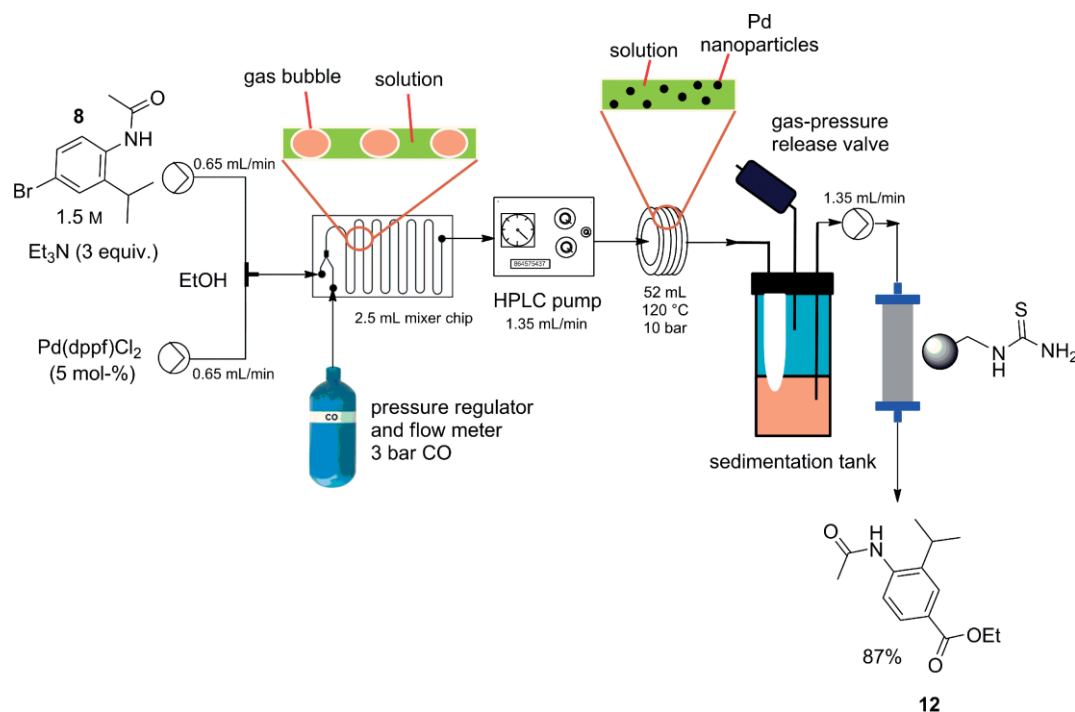 8
O
NH
Br
1.5 M
Et₃N (3 equiv.)
0.65 mL/min
EtOH
Pd(dppf)Cl₂
(5 mol-%)
0.65 mL/min
gas bubble
solution
2.5 mL mixer chip
CO
pressure regulator
and flow meter
3 bar CO
864575437
HPLC pump
1.35 mL/min
solution
Pd
nanoparticles
52 mL
120 °C
10 bar
gas-pressure
release valve
sedimentation tank
1.35 mL/min
S
N
H
NH₂
H
N
O
OEt
O
87%
12